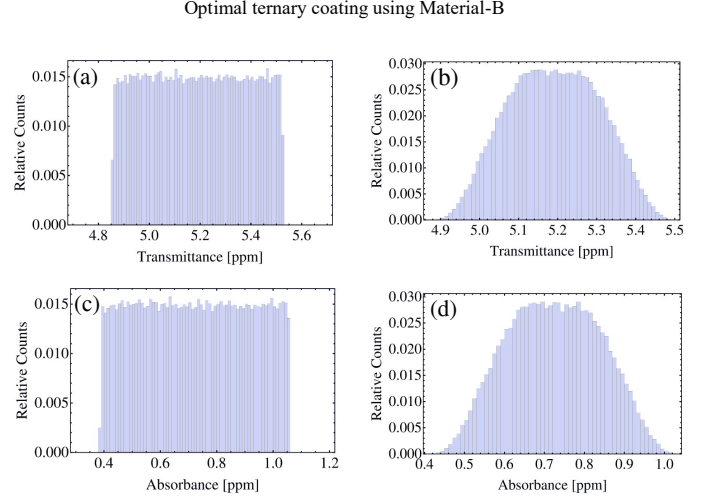 Optimal ternary coating using Material-B
(a)
Relative Counts
0.015
0.010
0.005
0.000
4.8 5.0 5.2 5.4 5.6
Transmittance [ppm]
(b)
Relative Counts
0.030
0.025
0.020
0.015
0.010
0.005
0.000
4.9 5.0 5.1 5.2 5.3 5.4 5.5
Transmittance [ppm]
(c)
Relative Counts
0.015
0.010
0.005
0.000
0.4 0.6 0.8 1.0 1.2
Absorbance [ppm]
(d)
Relative Counts
0.030
0.025
0.020
0.015
0.010
0.005
0.000
0.4 0.5 0.6 0.7 0.8 0.9 1.0
Absorbance [ppm]